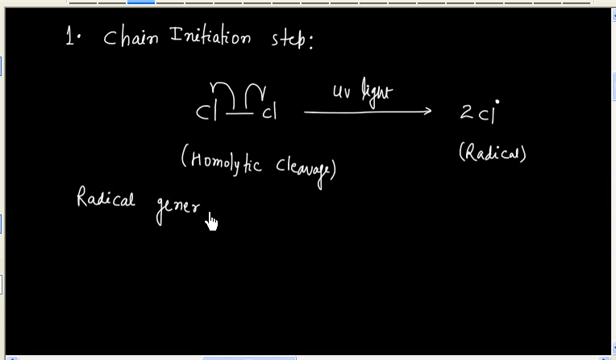 1. Chain Initiation step:
Cl — Cl uv light 2 Cl•
(Homolytic Cleavage) (Radical)
Radical gener